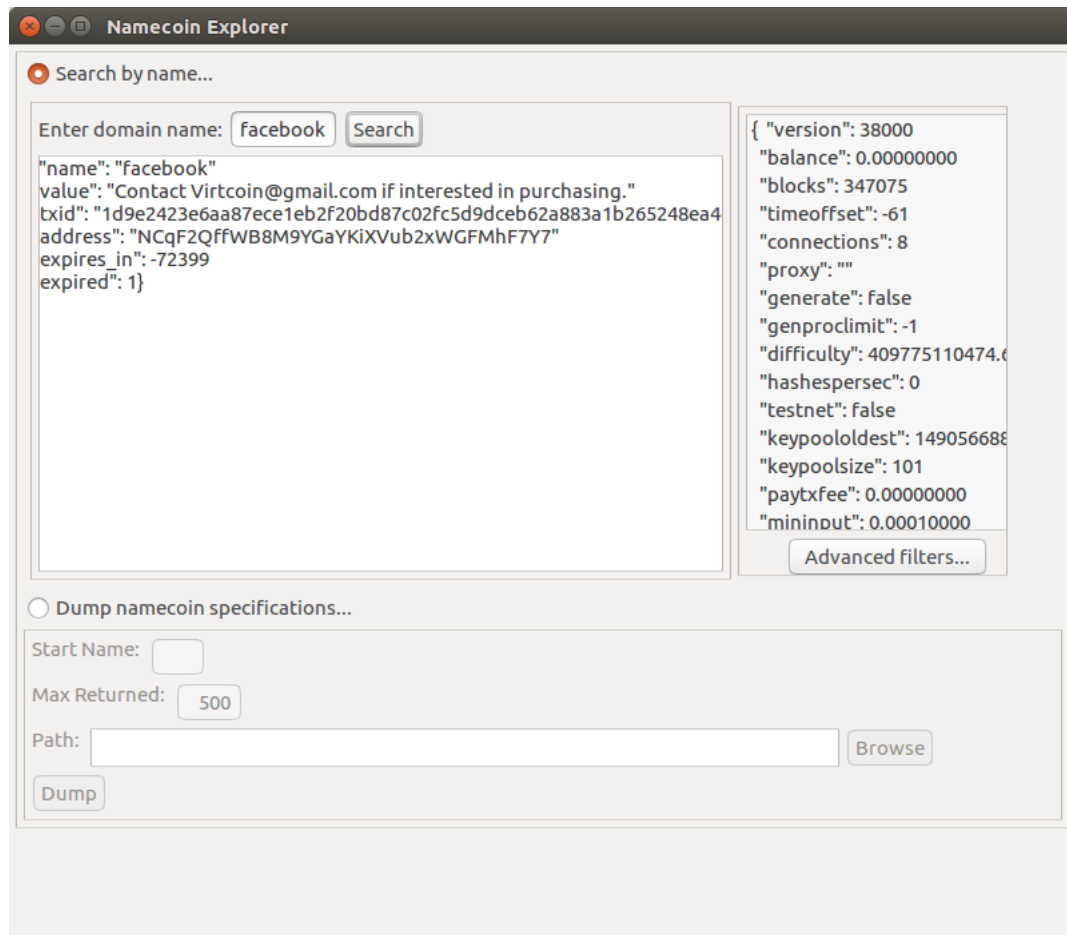 Namecoin Explorer
Search by name...
Enter domain name: facebook Search
"name": "facebook"
value": "Contact Virtcoin@gmail.com if interested in purchasing."
txid": "1d9e2423e6aa87ece1eb2f20bd87c02fc5d9dceb62a883a1b265248ea4
address": "NCqF2QffWB8M9YGaYKiXVub2xWGFMhF7Y7"
expires_in": -72399
expired": 1}
{ "version": 38000
"balance": 0.00000000
"blocks": 347075
"timeoffset": -61
"connections": 8
"proxy": ""
"generate": false
"genproclimit": -1
"difficulty": 409775110474.6
"hashespersec": 0
"testnet": false
"keypoololdest": 149056688
"keypoolsize": 101
"paytxfee": 0.00000000
"mininput": 0.00010000
Advanced filters...
Dump namecoin specifications...
Start Name:
Max Returned: 500
Path: Browse
Dump